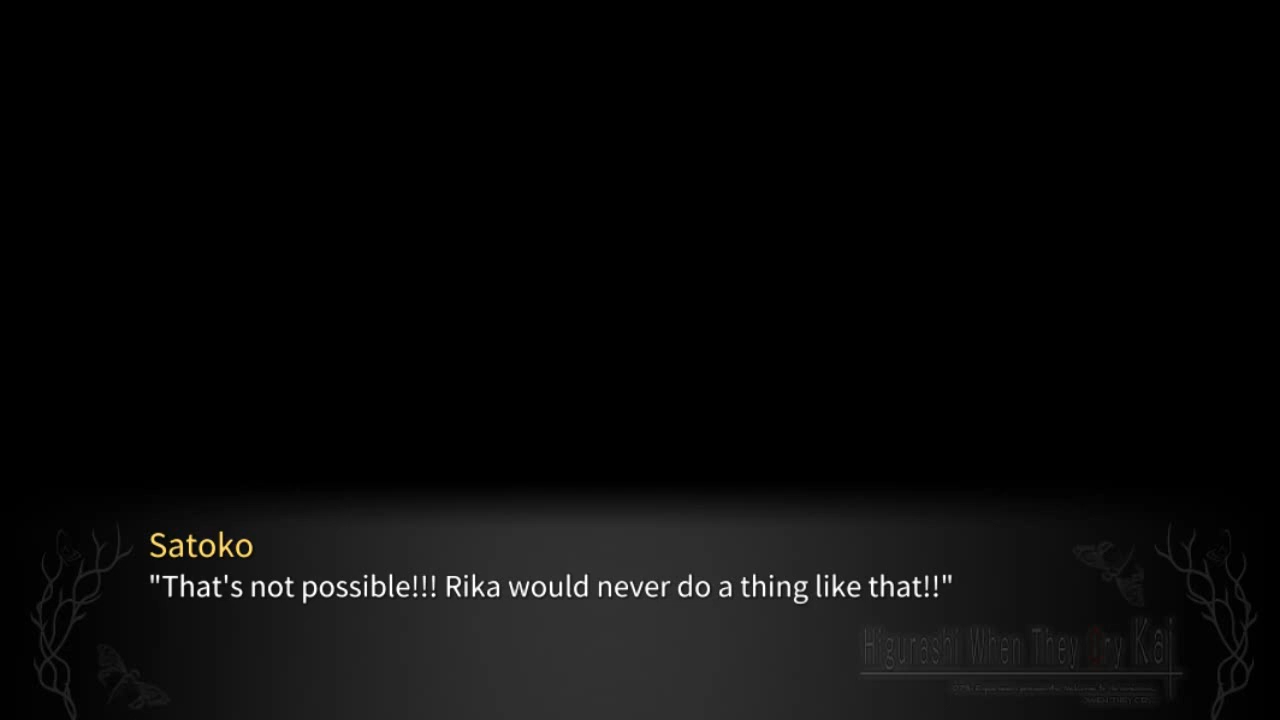 Satoko
"That's not possible!!! Rika would never do a thing like that!!"
Higurashi When They Cry Kai